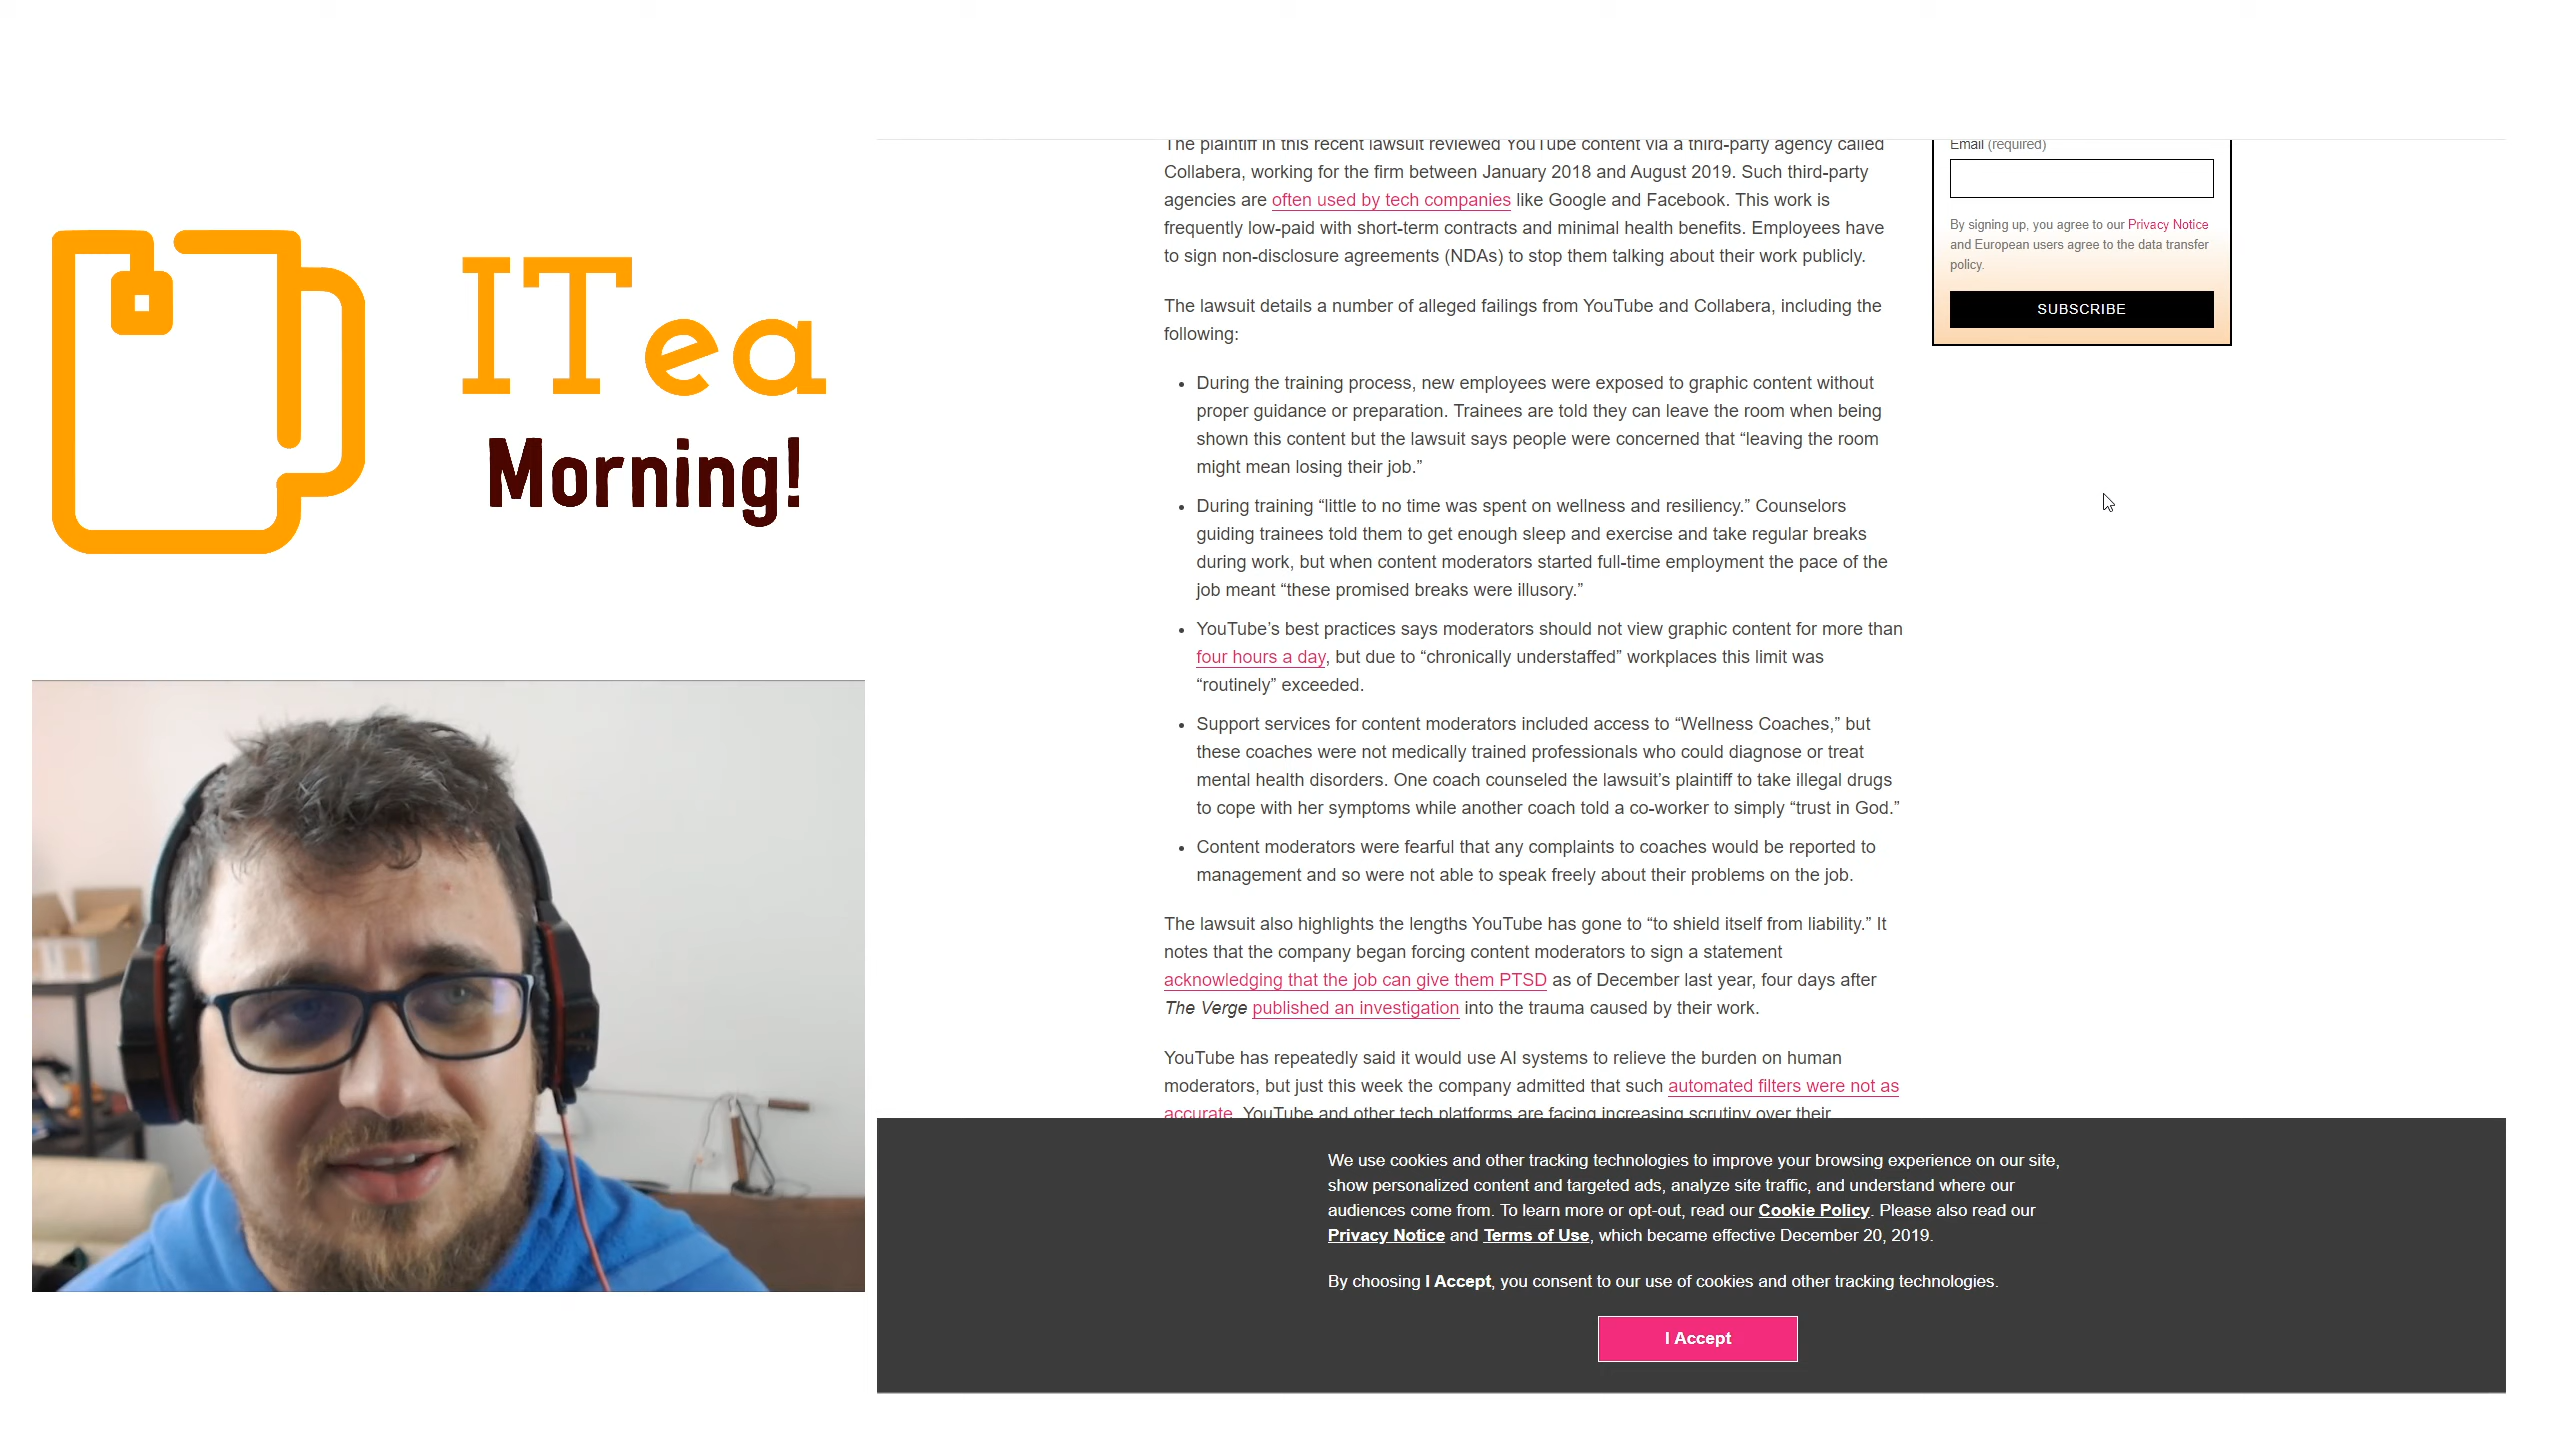 ITea
Morning!
The plaintiff in this recent lawsuit reviewed YouTube content via a third-party agency called
Collabera, working for the firm between January 2018 and August 2019. Such third-party
agencies are often used by tech companies like Google and Facebook. This work is
frequently low-paid with short-term contracts and minimal health benefits. Employees have
to sign non-disclosure agreements (NDAs) to stop them talking about their work publicly.
The lawsuit details a number of alleged failings from YouTube and Collabera, including the
following:
• During the training process, new employees were exposed to graphic content without
proper guidance or preparation. Trainees are told they can leave the room when being
shown this content but the lawsuit says people were concerned that “leaving the room
might mean losing their job.”
• During training “little to no time was spent on wellness and resiliency.” Counselors
guiding trainees told them to get enough sleep and exercise and take regular breaks
during work, but when content moderators started full-time employment the pace of the
job meant “these promised breaks were illusory.”
• YouTube’s best practices says moderators should not view graphic content for more than
four hours a day, but due to “chronically understaffed” workplaces this limit was
“routinely” exceeded.
• Support services for content moderators included access to “Wellness Coaches,” but
these coaches were not medically trained professionals who could diagnose or treat
mental health disorders. One coach counseled the lawsuit’s plaintiff to take illegal drugs
to cope with her symptoms while another coach told a co-worker to simply “trust in God.”
• Content moderators were fearful that any complaints to coaches would be reported to
management and so were not able to speak freely about their problems on the job.
The lawsuit also highlights the lengths YouTube has gone to “to shield itself from liability.” It
notes that the company began forcing content moderators to sign a statement
acknowledging that the job can give them PTSD as of December last year, four days after
The Verge published an investigation into the trauma caused by their work.
YouTube has repeatedly said it would use AI systems to relieve the burden on human
moderators, but just this week the company admitted that such automated filters were not as
accurate. YouTube and other tech platforms are facing increasing scrutiny over their
Email (required)
By signing up, you agree to our Privacy Notice
and European users agree to the data transfer
policy.
SUBSCRIBE
We use cookies and other tracking technologies to improve your browsing experience on our site,
show personalized content and targeted ads, analyze site traffic, and understand where our
audiences come from. To learn more or opt-out, read our Cookie Policy. Please also read our
Privacy Notice and Terms of Use, which became effective December 20, 2019.
By choosing I Accept, you consent to our use of cookies and other tracking technologies.
I Accept